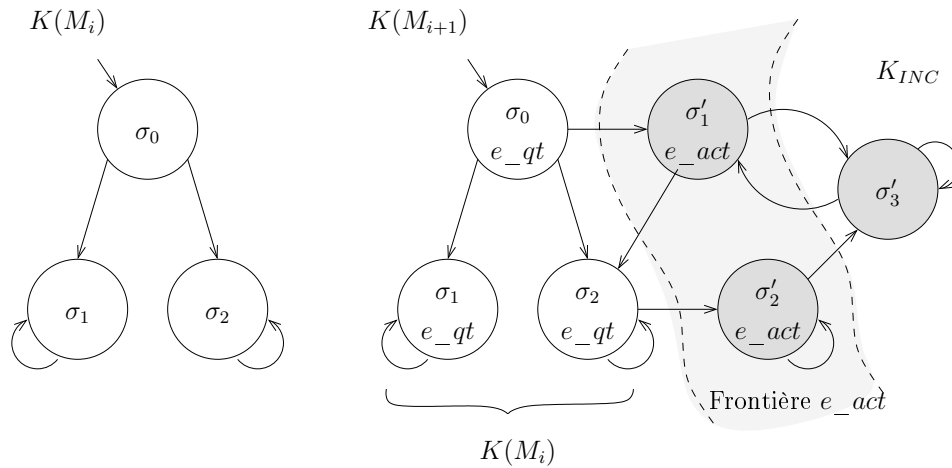 K(M_i)
σ_0
σ_1
σ_2
K(M_{i+1})
σ_0
e_qt
σ′_1
e_act
K_{INC}
σ′_3
σ_1
e_qt
σ_2
e_qt
σ′_2
e_act
Frontière e_act
K(M_i)